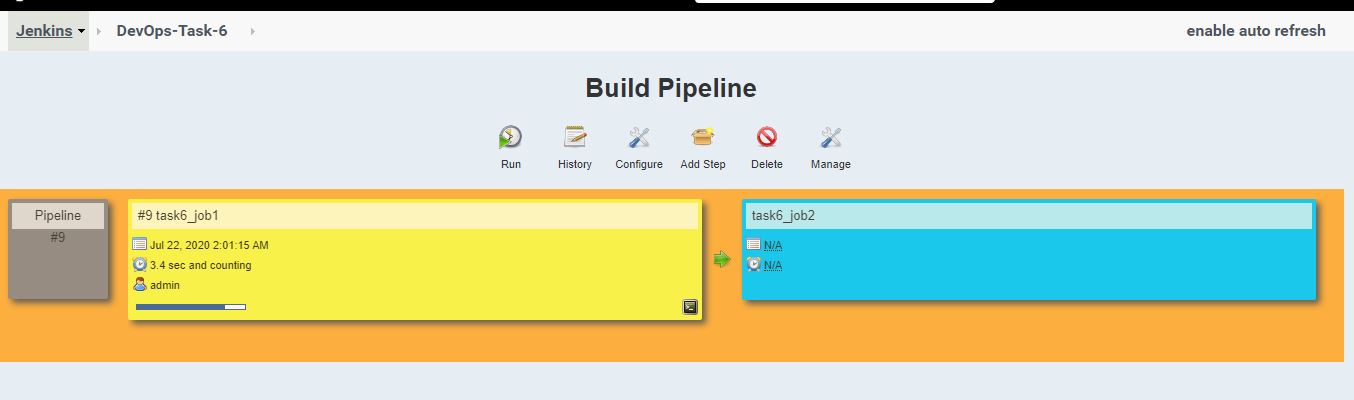 Jenkins DevOps-Task-6 enable auto refresh
Build Pipeline
Run History Configure Add Step Delete Manage
Pipeline
#9
#9 task6_job1
Jul 22, 2020 2:01:15 AM
3.4 sec and counting
admin
task6_job2
N/A
N/A